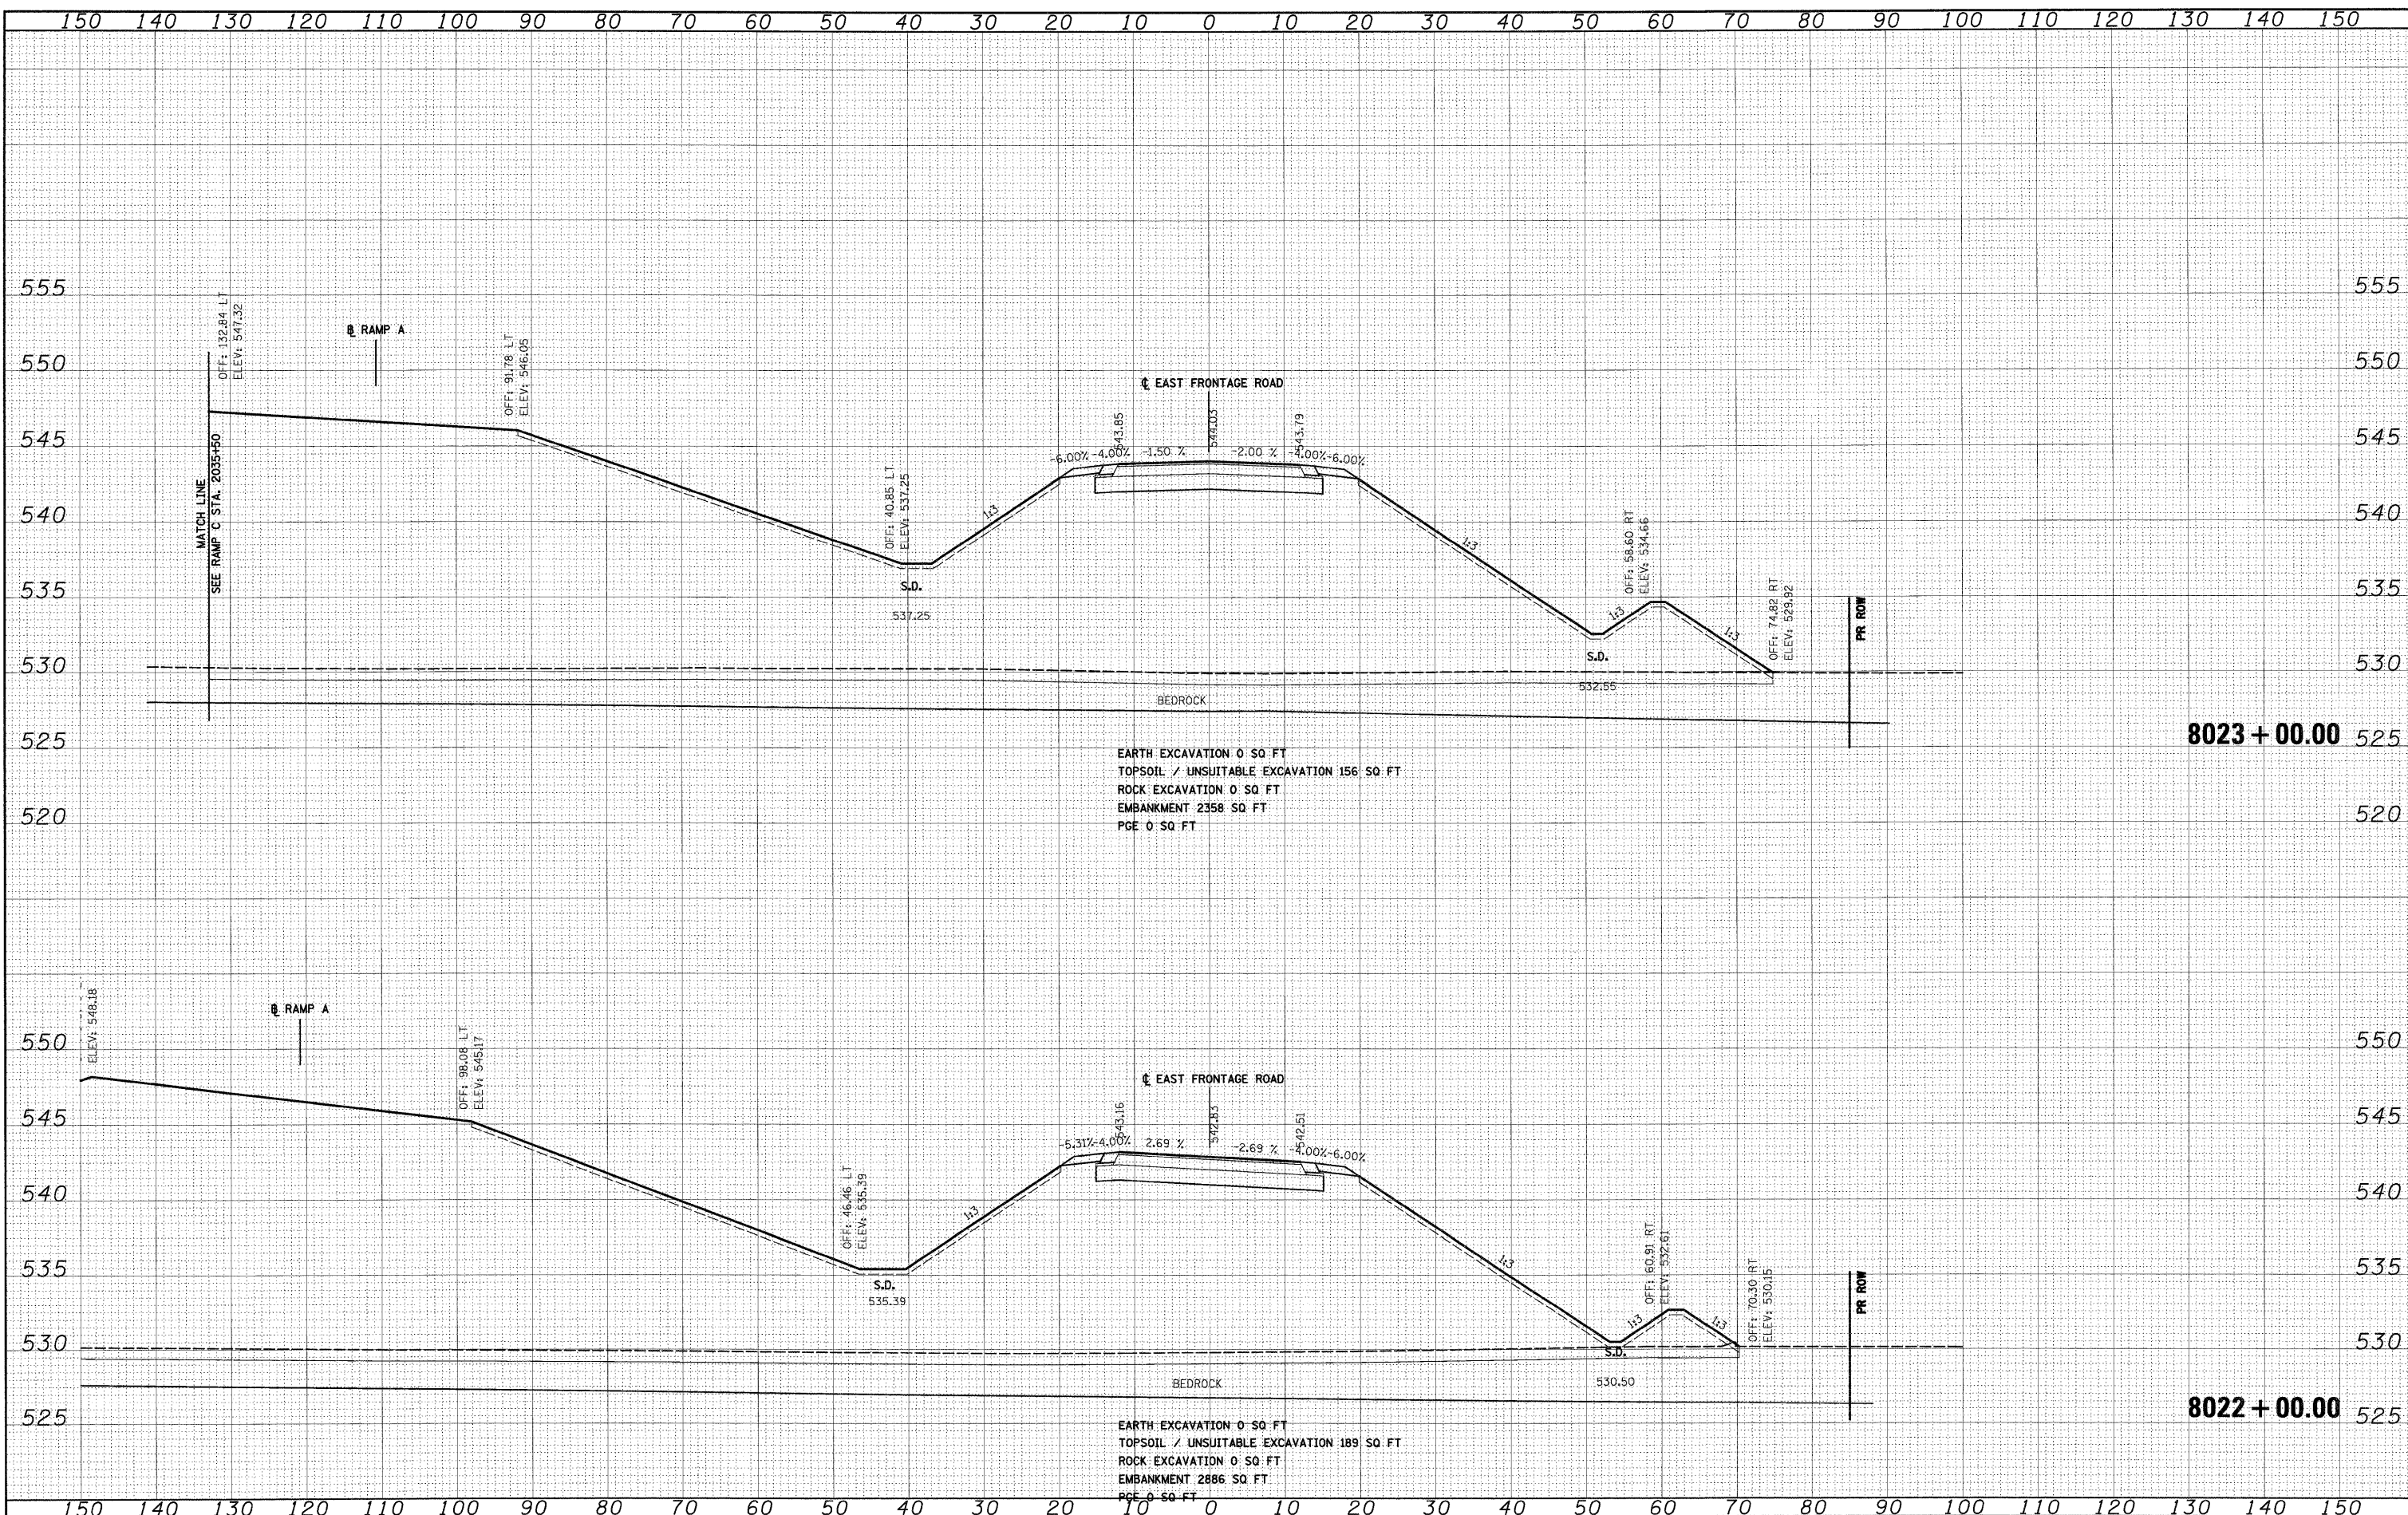 150 140 130 120 110 100 90 80 70 60 50 40 30 20 10 0 10 20 30 40 50 60 70 80 90 100 110 120 130 140 150
555 555
OFF: 132.84 LT
ELEV: 547.32
℄ RAMP A
OFF: 91.78 LT
ELEV: 546.05
550 550
℄ EAST FRONTAGE ROAD
543.85
544.03
543.79
545 545
-6.00% -4.00% -1.50 % -2.00 % -4.00% -6.00%
MATCH LINE
SEE RAMP C STA. 2035+50
OFF: 40.85 LT
ELEV: 537.25
540 540
1:3
1:3
OFF: 58.60 RT
ELEV: 534.66
S.D.
537.25
535 535
1:3
1:3
OFF: 74.82 RT
ELEV: 529.92
PR ROW
S.D.
532.55
530 530
BEDROCK
8023 + 00.00
525 525
EARTH EXCAVATION 0 SQ FT
TOPSOIL / UNSUITABLE EXCAVATION 156 SQ FT
ROCK EXCAVATION 0 SQ FT
EMBANKMENT 2358 SQ FT
PGE 0 SQ FT
520 520
ELEV: 548.18
℄ RAMP A
OFF: 98.08 LT
ELEV: 545.17
550 550
℄ EAST FRONTAGE ROAD
543.16
542.83
542.51
545 545
-5.31% -4.00% 2.69 % -2.69 % -4.00% -6.00%
OFF: 46.46 LT
ELEV: 535.39
540 540
1:3
1:3
OFF: 60.91 RT
ELEV: 532.61
535 535
S.D.
535.39
1:3
1:3
OFF: 70.30 RT
ELEV: 530.15
PR ROW
530 530
S.D.
530.50
BEDROCK
8022 + 00.00
525 525
EARTH EXCAVATION 0 SQ FT
TOPSOIL / UNSUITABLE EXCAVATION 189 SQ FT
ROCK EXCAVATION 0 SQ FT
EMBANKMENT 2886 SQ FT
PGE 0 SQ FT
150 140 130 120 110 100 90 80 70 60 50 40 30 20 10 0 10 20 30 40 50 60 70 80 90 100 110 120 130 140 150